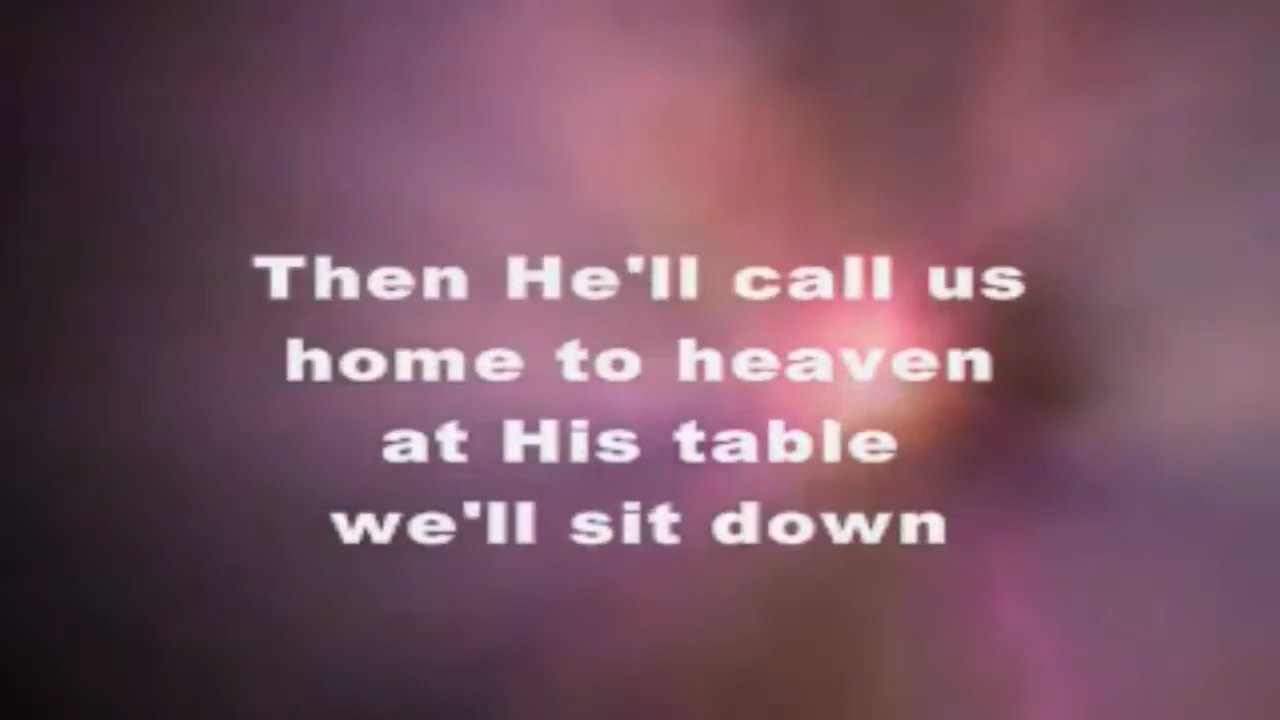 Then He'll call us
home to heaven
at His table
we'll sit down